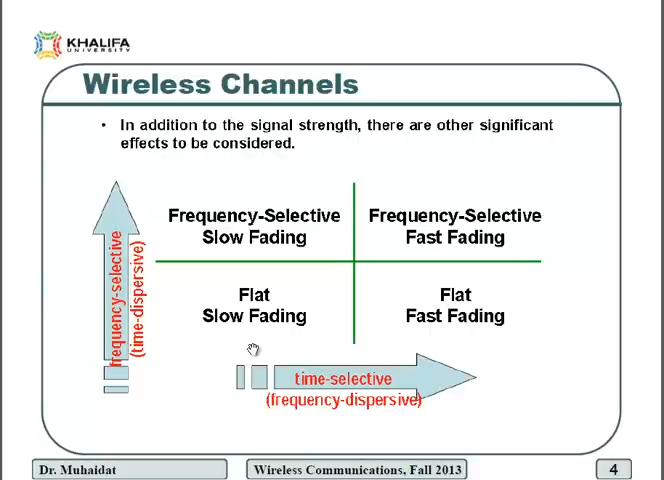 KHALIFA
UNIVERSITY
Wireless Channels
• In addition to the signal strength, there are other significant
effects to be considered.
frequency-selective
(time-dispersive)
Frequency-Selective
Slow Fading
Frequency-Selective
Fast Fading
Flat
Slow Fading
Flat
Fast Fading
time-selective
(frequency-dispersive)
Dr. Muhaidat
Wireless Communications, Fall 2013
4